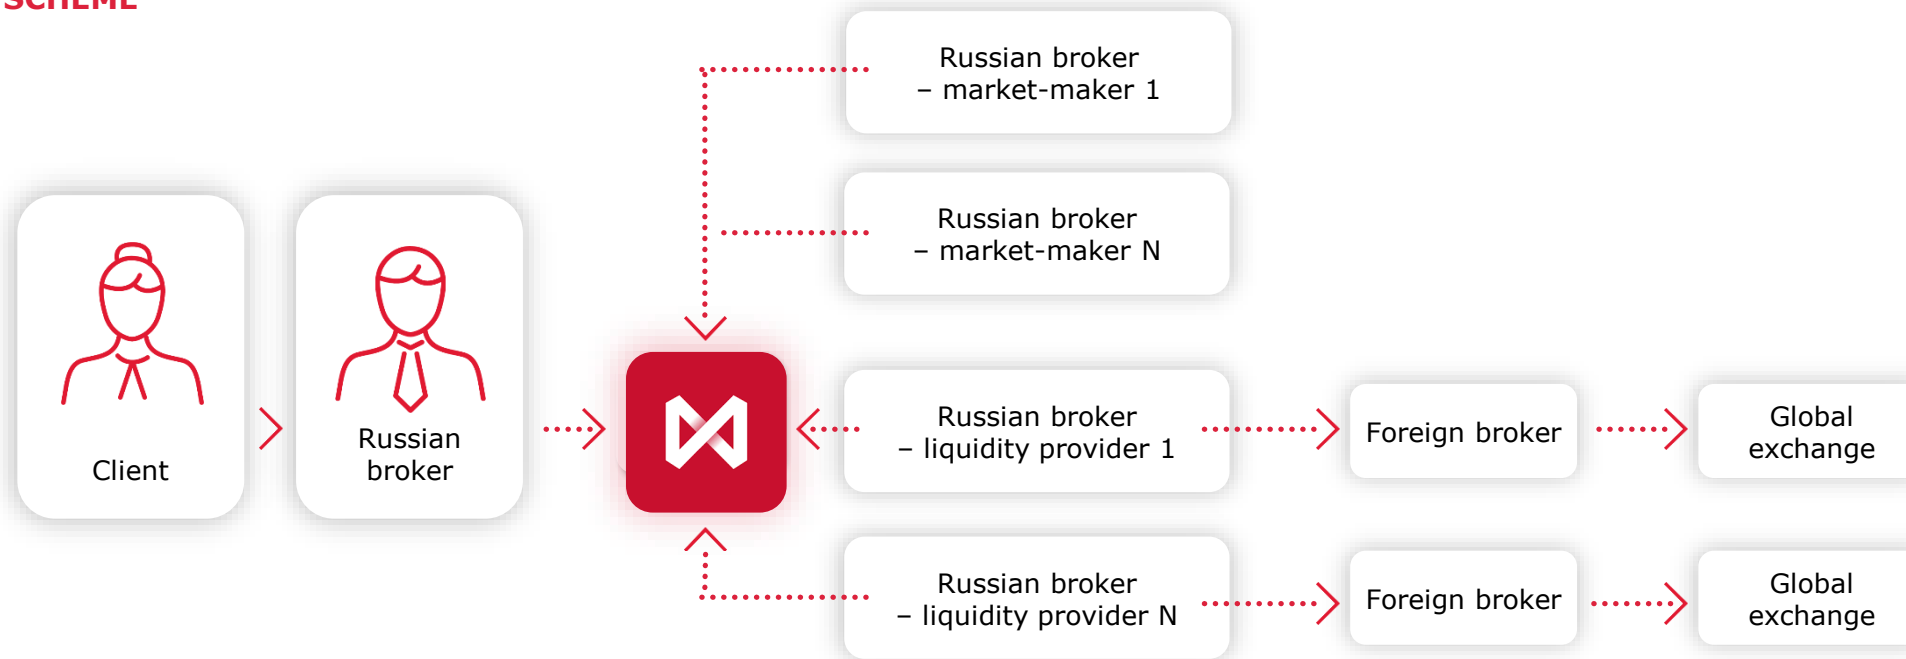 SCHEME
Russian broker
– market-maker 1
Russian broker
– market-maker N
Client
Russian
broker
Russian broker
– liquidity provider 1
Foreign broker
Global
exchange
Russian broker
– liquidity provider N
Foreign broker
Global
exchange